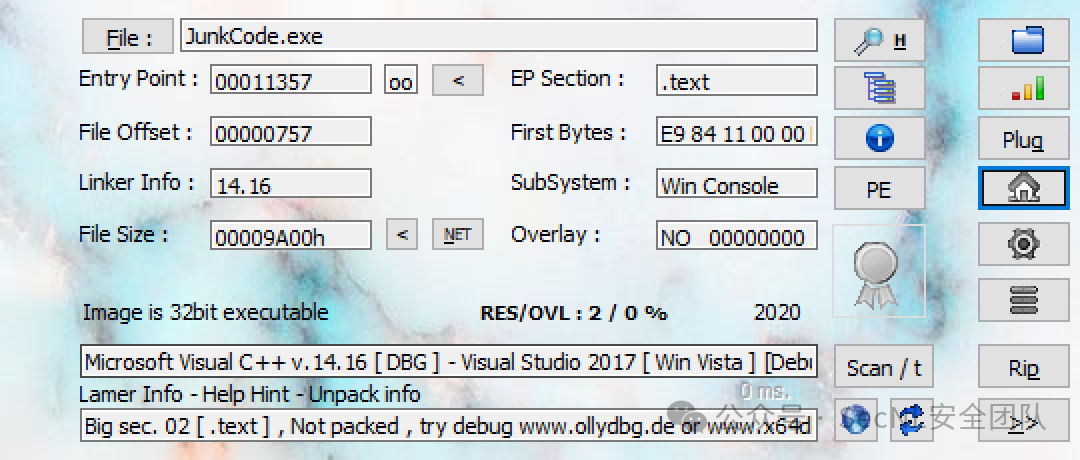 File : JunkCode.exe H
Entry Point : 00011357 oo < EP Section : .text
File Offset : 00000757 First Bytes : E9 84 11 00 00 Plug
Linker Info : 14.16 SubSystem : Win Console PE
File Size : 00009A00h < NET Overlay : NO 00000000
Image is 32bit executable RES/OVL : 2 / 0 % 2020
Microsoft Visual C++ v.14.16 [ DBG ] - Visual Studio 2017 [ Win Vista ] [Debu Scan / t Rip
Lamer Info - Help Hint - Unpack info 0 ms.
Big sec. 02 [ .text ] , Not packed , try debug www.ollydbg.de or www.x64d >>
公众号 · 安全团队